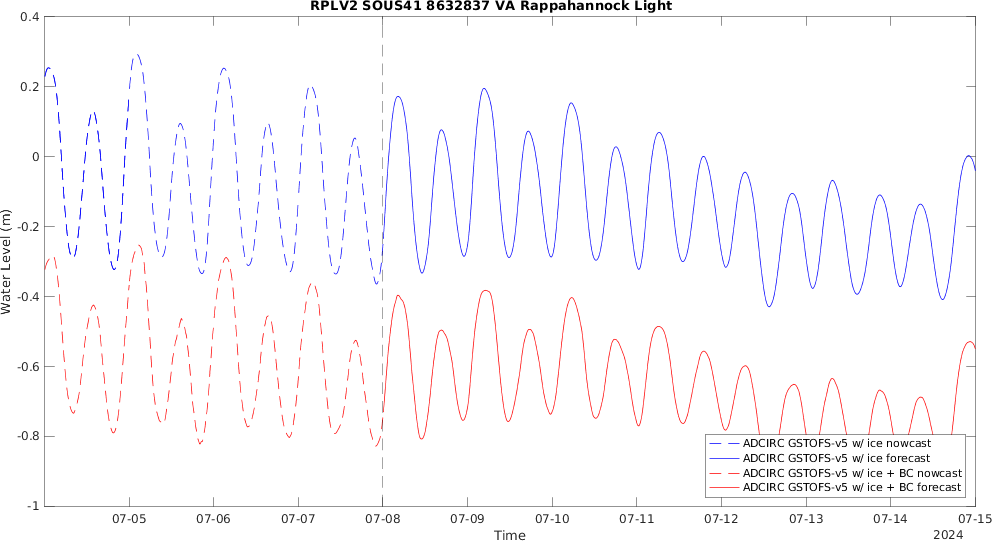 RPLV2 SOUS41 8632837 VA Rappahannock Light
0.4
0.2
0
-0.2
-0.4
-0.6
-0.8
-1
Water Level (m)
ADCIRC GSTOFS-v5 w/ ice nowcast
ADCIRC GSTOFS-v5 w/ ice forecast
ADCIRC GSTOFS-v5 w/ ice + BC nowcast
ADCIRC GSTOFS-v5 w/ ice + BC forecast
07-05 07-06 07-07 07-08 07-09 07-10 07-11 07-12 07-13 07-14 07-15
Time
2024